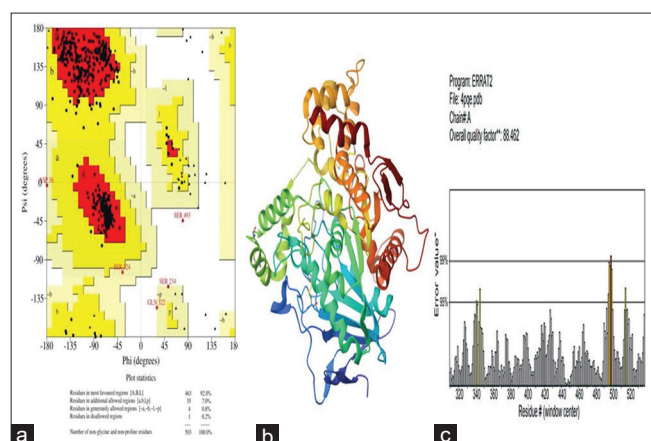 180
135
90
45
0
-45
-90
-135
Psi (degrees)
SER 493
SER 234
GLN 322
-180 -135 -90 -45 0 45 90 135 18
Phi (degrees)
Plot statistics
Residues in most favoured regions [A,B,L] 463 92.0%
Residues in additional allowed regions [a,b,l,p] 35 7.0%
Residues in generously allowed regions [~a,~b,~l,~p] 4 0.8%
Residues in disallowed regions 1 0.2%
Number of non-glycine and non-proline residues 503 100.0%
a
b
Program: ERRAT2
File: 4pqe.pdb
Chain#:A
Overall quality factor**: 88.462
Error value*
99%
95%
320 340 360 380 400 420 440 460 480 500 520
Residue # (window center)
c